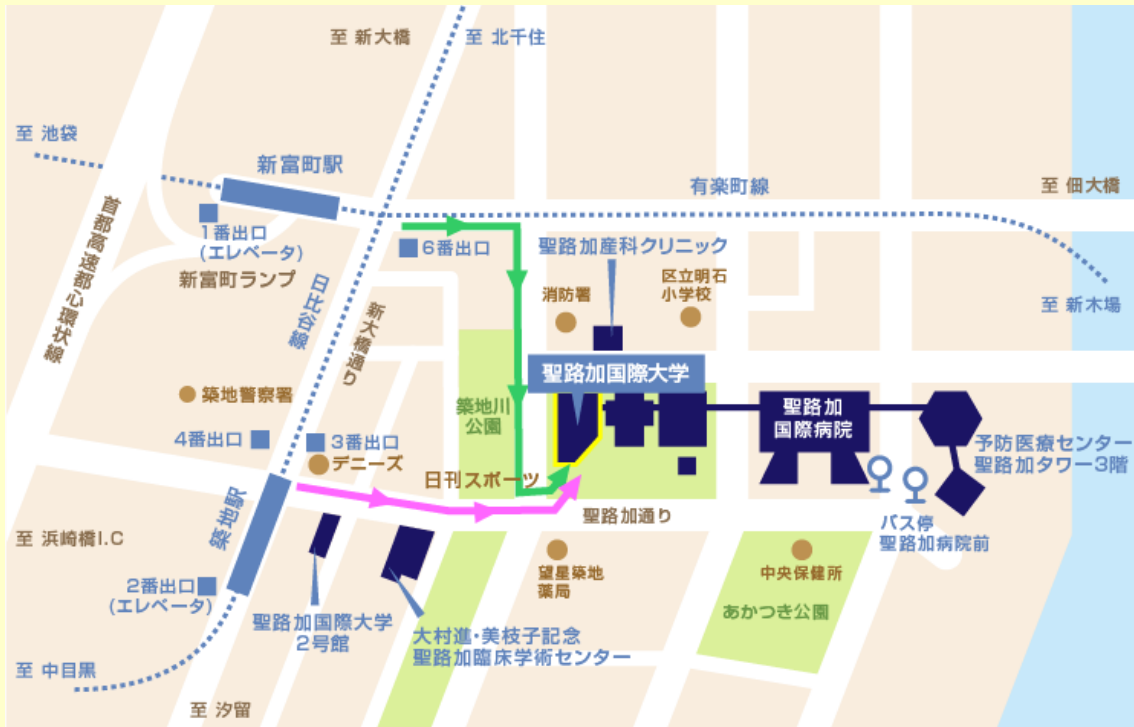 至 新大橋
至 北千住
至 池袋
新富町駅
有楽町線
至 佃大橋
首都高速都心環状線
1番出口
(エレベータ)
6番出口
聖路加産科クリニック
新富町ランプ
日比谷線
新大橋通り
消防署
区立明石
小学校
至 新木場
聖路加国際大学
築地警察署
築地川
公園
聖路加
国際病院
4番出口
3番出口
デニーズ
日刊スポーツ
予防医療センター
聖路加タワー3階
築地駅
聖路加通り
バス停
聖路加病院前
至 浜崎橋I.C
2番出口
(エレベータ)
望星築地
薬局
中央保健所
あかつき公園
聖路加国際大学
2号館
大村進・美枝子記念
聖路加臨床学術センター
至 中目黒
至 汐留